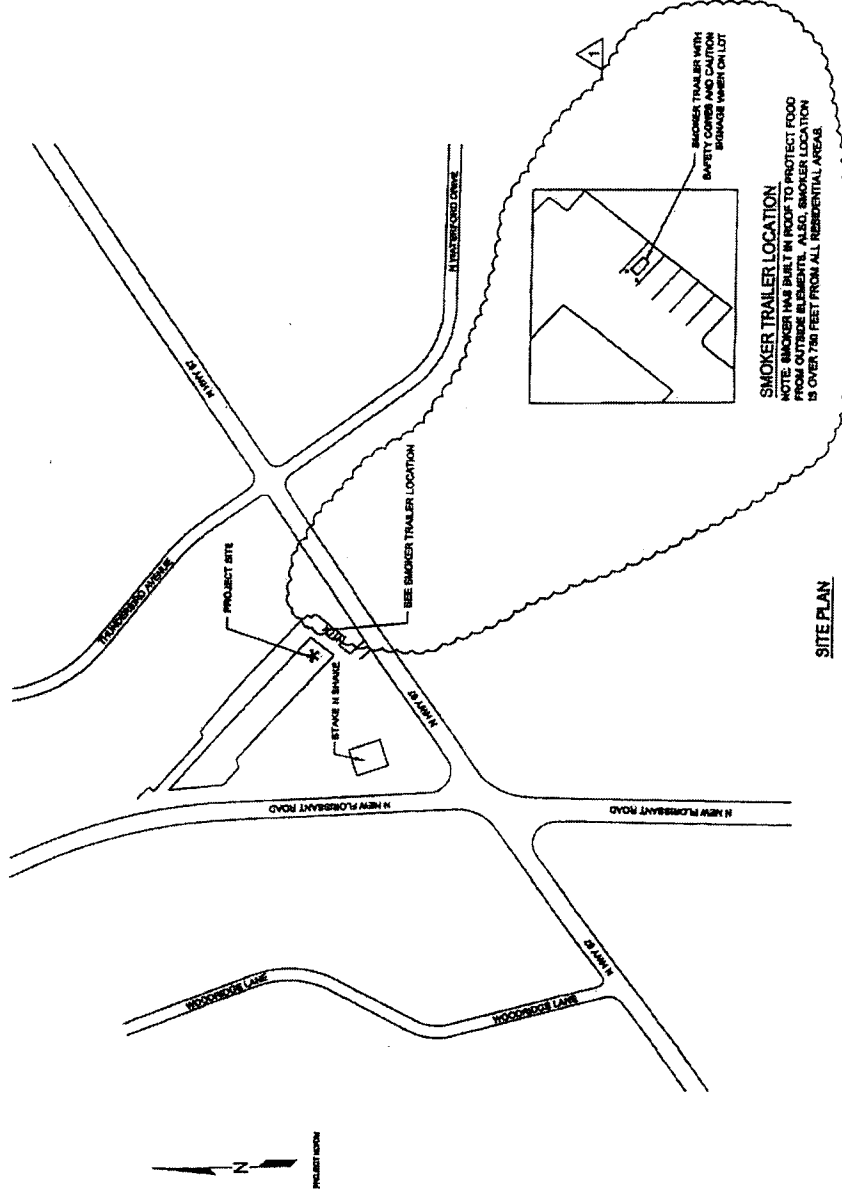 THUNDERBIRD AVENUE
N HWY 67
N WATERFORD DRIVE
PROJECT SITE
STAKE N SHAKE
SEE SMOKER TRAILER LOCATION
N HWY 67
N NEW FLORISSANT ROAD
N NEW FLORISSANT ROAD
WOODRIDGE LANE
WOODRIDGE LANE
N HWY 67
1
SMOKER TRAILER WITH
SAFETY CONES AND CAUTION
SIGNAGE WHEN ON LOT
SMOKER TRAILER LOCATION
NOTE: SMOKER HAS BUILT IN ROOF TO PROTECT FOOD
FROM OUTSIDE ELEMENTS. ALSO, SMOKER LOCATION
IS OVER 750 FEET FROM ALL RESIDENTIAL AREAS.
SITE PLAN
N
PROJECT NORTH